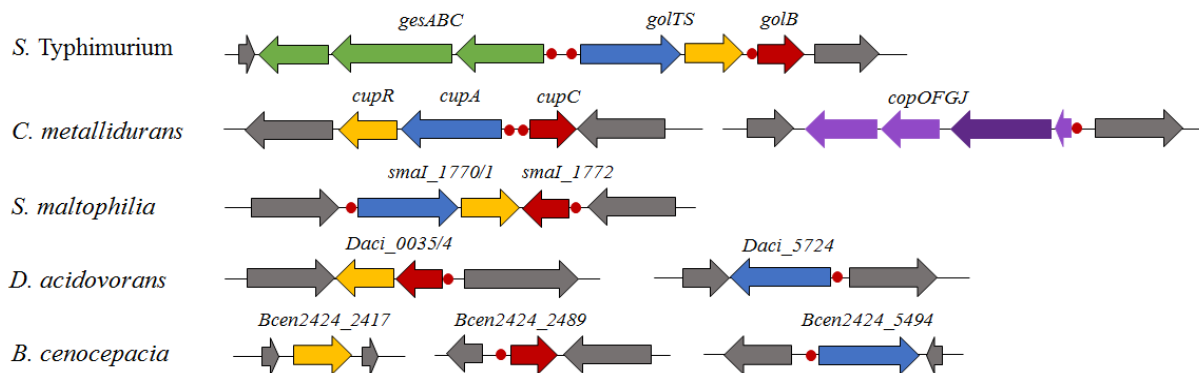 gesABC golTS golB
S. Typhimurium
cupR cupA cupC copOFGJ
C. metallidurans
smaI_1770/1 smaI_1772
S. maltophilia
Daci_0035/4 Daci_5724
D. acidovorans
Bcen2424_2417 Bcen2424_2489 Bcen2424_5494
B. cenocepacia